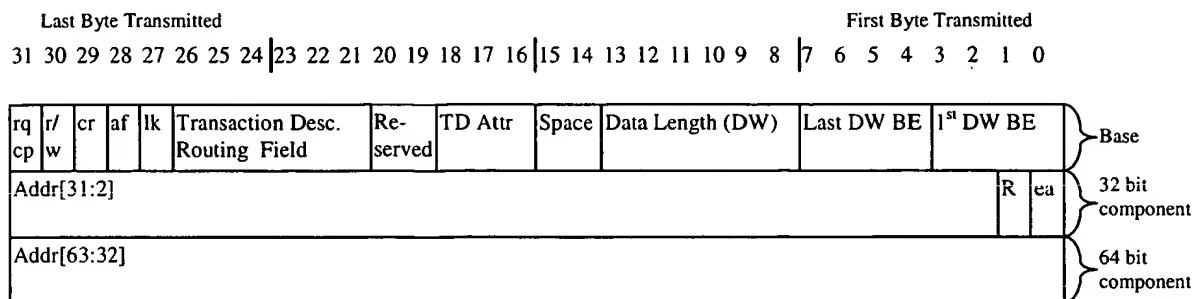 Last Byte Transmitted First Byte Transmitted
31 30 29 28 27 26 25 24 23 22 21 20 19 18 17 16 15 14 13 12 11 10 9 8 7 6 5 4 3 2 1 0
rq r/ cr af lk Transaction Desc. Re- TD Attr Space Data Length (DW) Last DW BE 1st DW BE
cp w Routing Field served
Base
Addr[31:2] R ea 32 bit
component
Addr[63:32] 64 bit
component